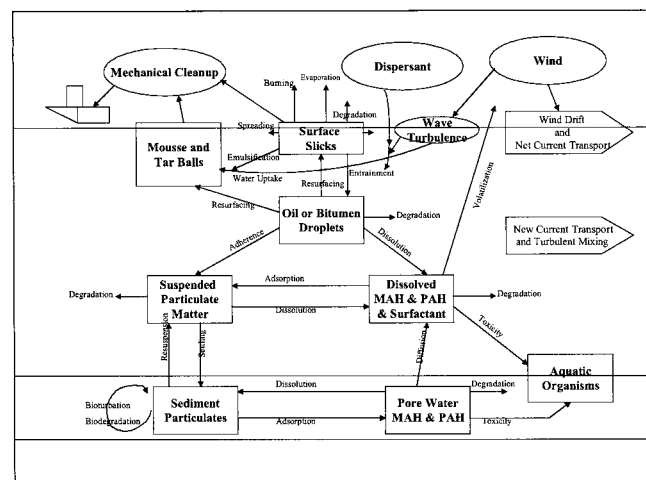 Mechanical Cleanup
Burning
Evaporation
Dispersant
Wind
Degradation
Spreading
Surface
Slicks
Wave
Turbulence
Wind Drift
and
Net Current Transport
Mousse and
Tar Balls
Emulsification
Water Uptake
Entrainment
Resurfacing
Volatilization
Resurfacing
Oil or Bitumen
Droplets
Degradation
New Current Transport
and Turbulent Mixing
Adherence
Dissolution
Degradation
Suspended
Particulate
Matter
Adsorption
Dissolution
Dissolved
MAH & PAH
& Surfactant
Degradation
Toxicity
Resuspension
Settling
Diffusion
Aquatic
Organisms
Bioturbation
Biodegradation
Sediment
Particulates
Dissolution
Adsorption
Pore Water
MAH & PAH
Degradation
Toxicity